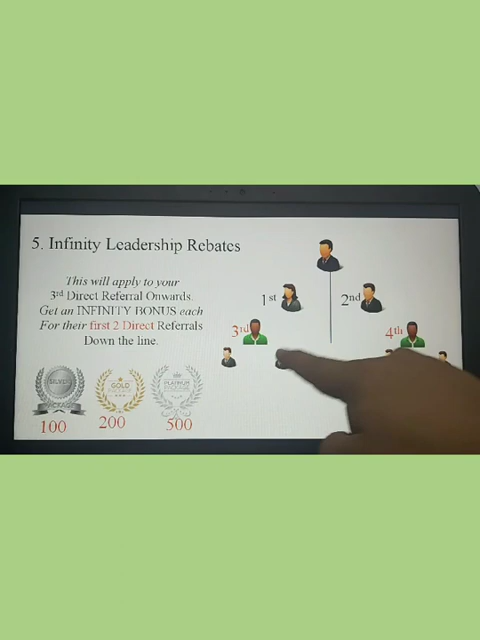 5. Infinity Leadership Rebates
This will apply to your
3rd Direct Referral Onwards.
Get an INFINITY BONUS each
For their first 2 Direct Referrals
Down the line.
1st
2nd
3rd
4th
SILVER
GOLD
PLATINUM
100
200
500